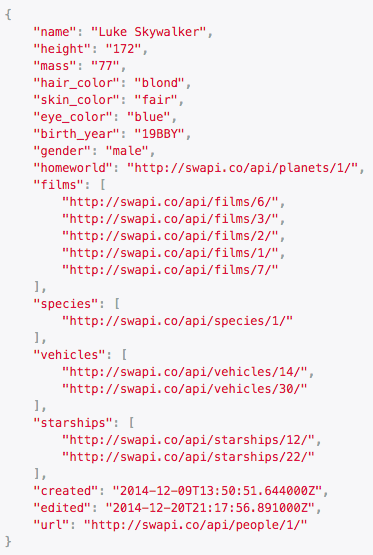 {
    "name": "Luke Skywalker",
    "height": "172",
    "mass": "77",
    "hair_color": "blond",
    "skin_color": "fair",
    "eye_color": "blue",
    "birth_year": "19BBY",
    "gender": "male",
    "homeworld": "http://swapi.co/api/planets/1/",
    "films": [
        "http://swapi.co/api/films/6/",
        "http://swapi.co/api/films/3/",
        "http://swapi.co/api/films/2/",
        "http://swapi.co/api/films/1/",
        "http://swapi.co/api/films/7/"
    ],
    "species": [
        "http://swapi.co/api/species/1/"
    ],
    "vehicles": [
        "http://swapi.co/api/vehicles/14/",
        "http://swapi.co/api/vehicles/30/"
    ],
    "starships": [
        "http://swapi.co/api/starships/12/",
        "http://swapi.co/api/starships/22/"
    ],
    "created": "2014-12-09T13:50:51.644000Z",
    "edited": "2014-12-20T21:17:56.891000Z",
    "url": "http://swapi.co/api/people/1/"
}